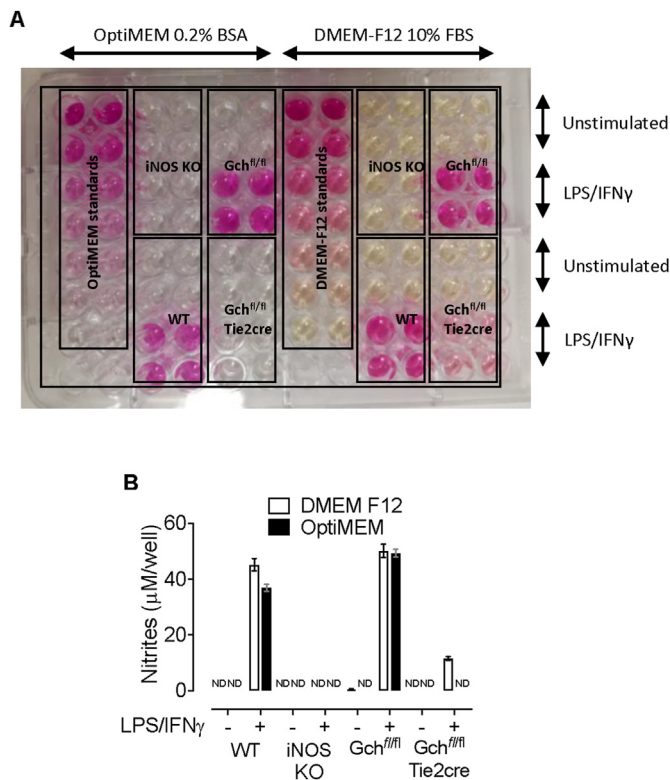 A
OptiMEM 0.2% BSA
DMEM-F12 10% FBS
OptiMEM standards
iNOS KO
Gchfl/fl
DMEM-F12 standards
iNOS KO
Gchfl/fl
WT
Gchfl/fl
Tie2cre
WT
Gchfl/fl
Tie2cre
Unstimulated
LPS/IFNγ
Unstimulated
LPS/IFNγ
B
DMEM F12
OptiMEM
Nitrites (μM/well)
60
40
20
0
ND ND ND ND ND ND ND ND ND ND
LPS/IFNγ - + - + - + - +
WT iNOS KO Gchfl/fl Gchfl/fl Tie2cre